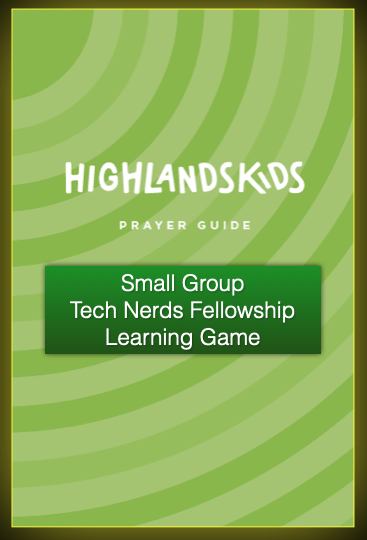 HIGHLANDSKIDS
PRAYER GUIDE
Small Group
Tech Nerds Fellowship
Learning Game